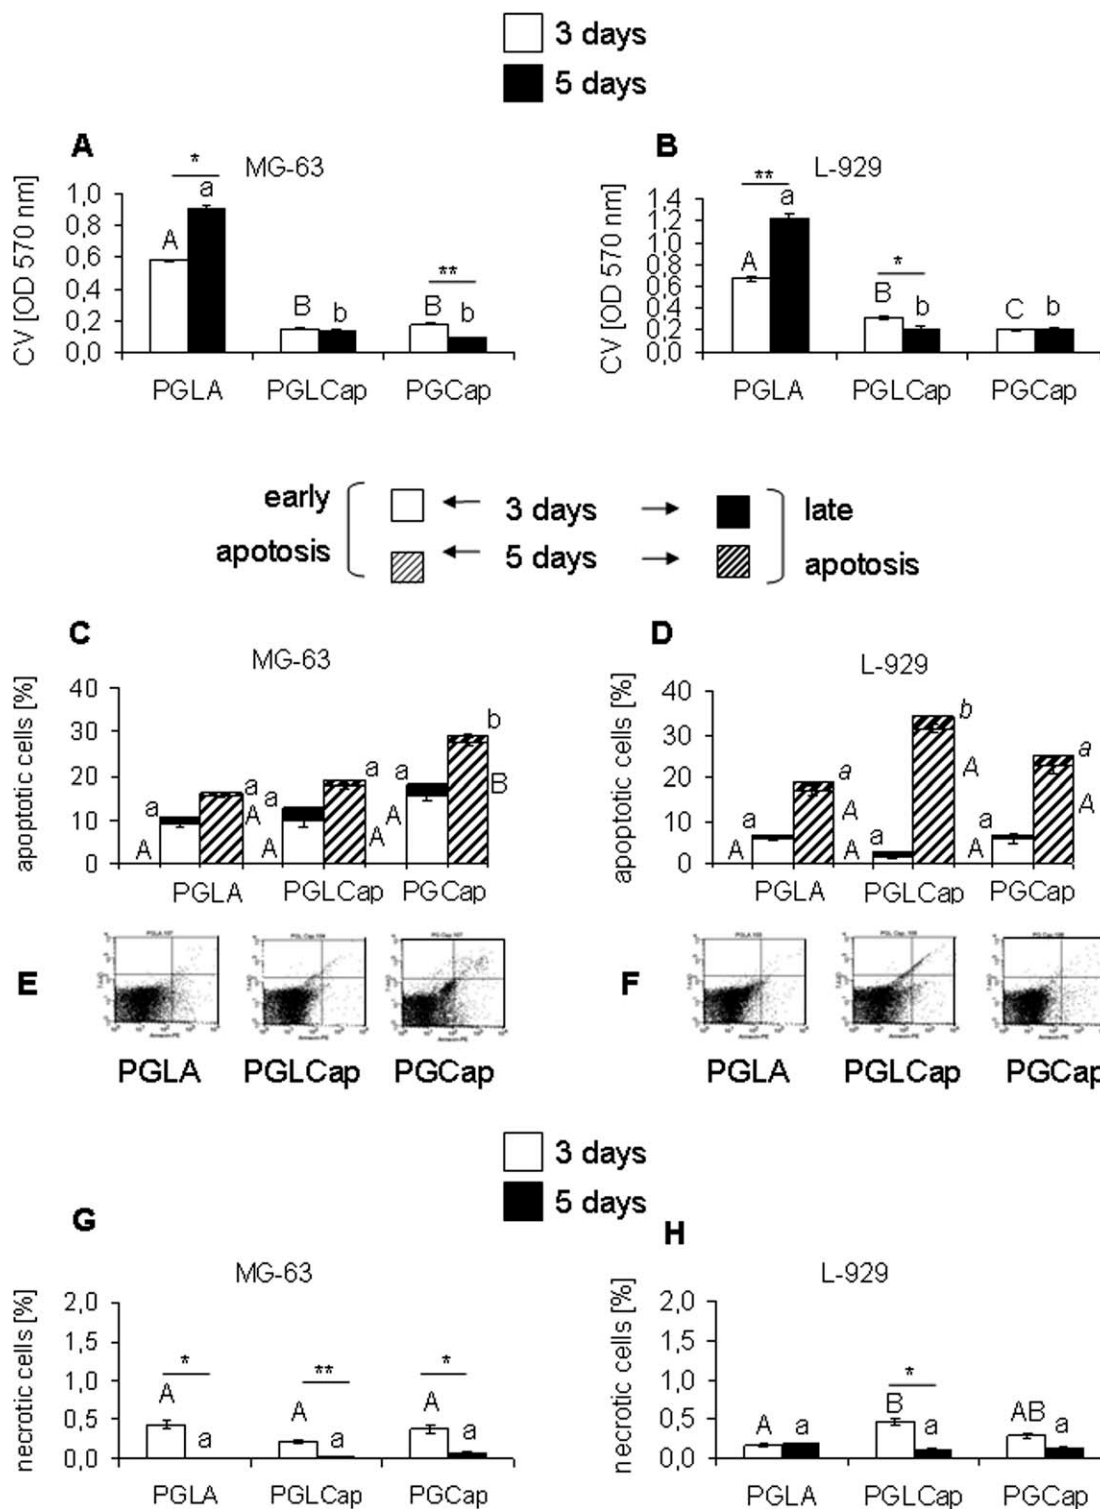 3 days
5 days
A
MG-63
*
a
A
B
b
**
B
b
CV [OD 570 nm]
1,0
0,8
0,6
0,4
0,2
0,0
PGLA PGLCap PGCap
B
L-929
**
a
A
*
B
b
C
b
CV [OD 570 nm]
1,4
1,2
1,0
0,8
0,6
0,4
0,2
0,0
PGLA PGLCap PGCap
early
apotosis
3 days
5 days
late
apotosis
C
MG-63
apoptotic cells [%]
40
30
20
10
0
a
a
a
a
a
b
A
A
A
A
A
B
PGLA PGLCap PGCap
D
L-929
apoptotic cells [%]
40
30
20
10
0
a
a
a
b
a
a
A
A
A
A
A
A
PGLA PGLCap PGCap
E
PGLA PGLCap PGCap
F
PGLA PGLCap PGCap
3 days
5 days
G
MG-63
necrotic cells [%]
2,0
1,5
1,0
0,5
0,0
*
A
a
**
A
a
*
A
a
PGLA PGLCap PGCap
H
L-929
necrotic cells [%]
2,0
1,5
1,0
0,5
0,0
A
a
*
B
a
AB
a
PGLA PGLCap PGCap